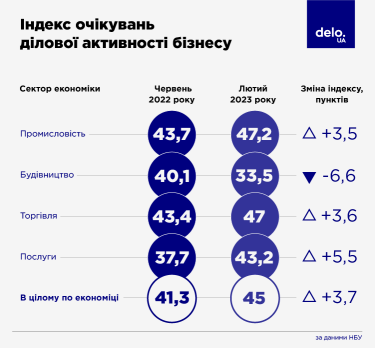 Індекс очікувань
ділової активності бізнесу
delo.
UA
Сектор економіки
Червень
2022 року
Лютий
2023 року
Зміна індексу,
пунктів
Промисловість 43,7 47,2 +3,5
Будівництво 40,1 33,5 -6,6
Торгівля 43,4 47 +3,6
Послуги 37,7 43,2 +5,5
В цілому по економіці 41,3 45 +3,7
за даними НБУ